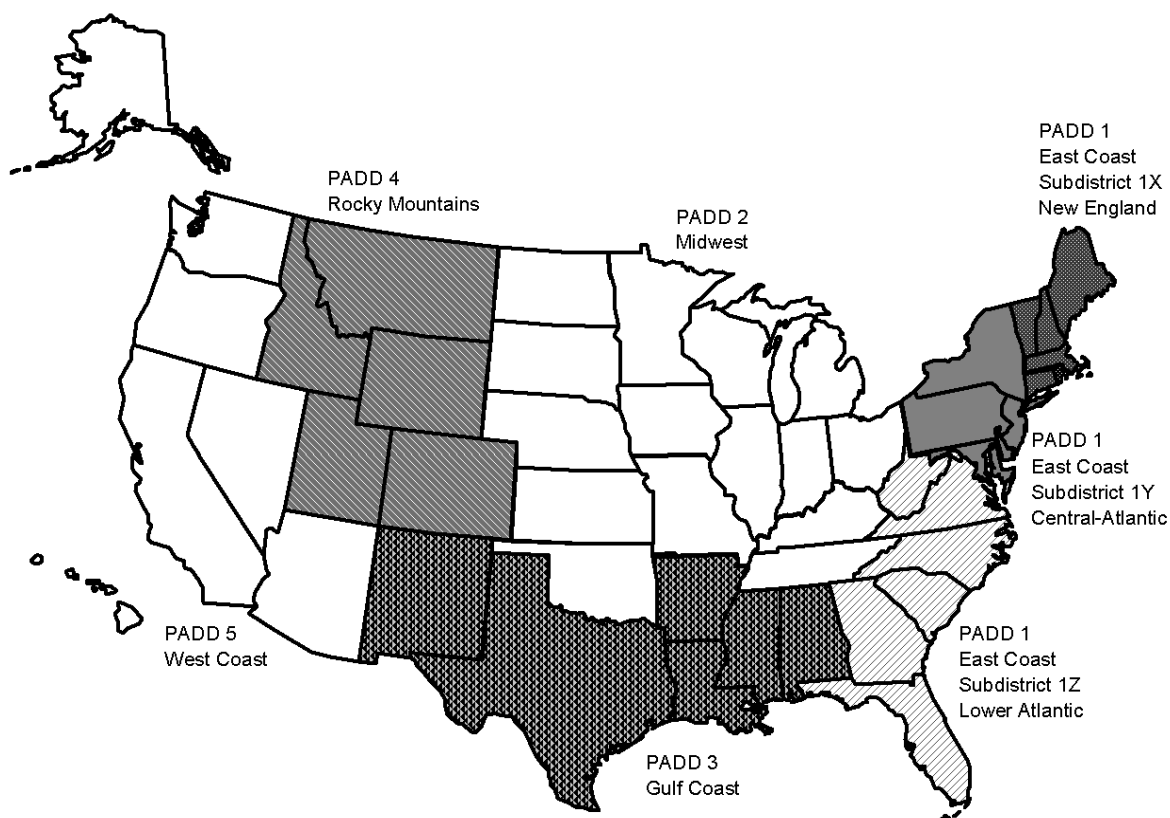 PADD 1
East Coast
Subdistrict 1X
New England
PADD 4
Rocky Mountains
PADD 2
Midwest
PADD 1
East Coast
Subdistrict 1Y
Central-Atlantic
PADD 5
West Coast
PADD 1
East Coast
Subdistrict 1Z
Lower Atlantic
PADD 3
Gulf Coast